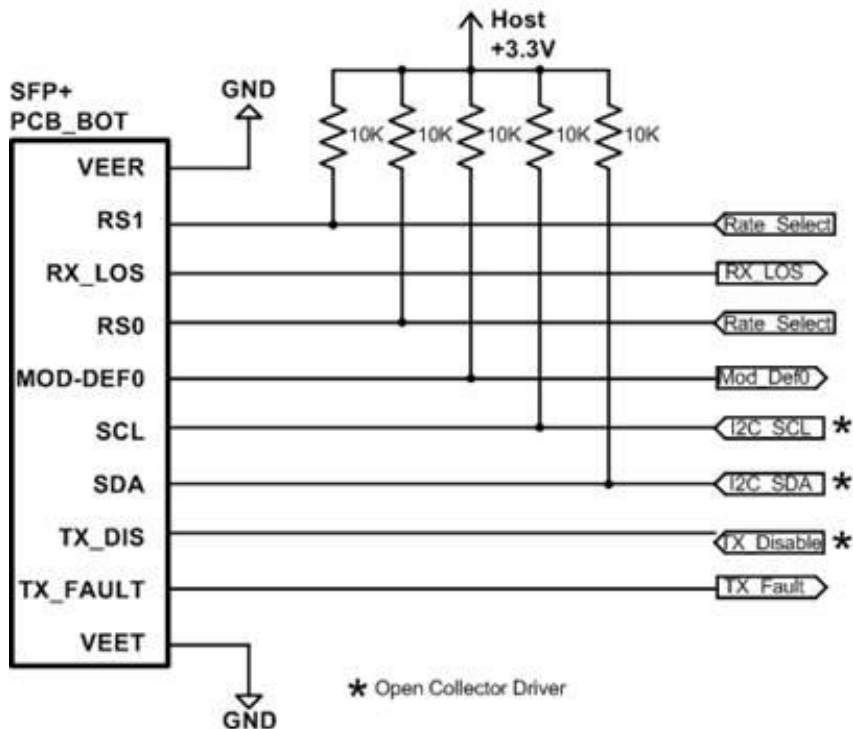 Host
+3.3V
SFP+
PCB_BOT
GND
10K 10K 10K 10K 10K
VEER
RS1 Rate_Select
RX_LOS RX_LOS
RS0 Rate_Select
MOD-DEF0 Mod_Def0
SCL I2C_SCL *
SDA I2C_SDA *
TX_DIS TX_Disable *
TX_FAULT TX_Fault
VEET
* Open Collector Driver
GND